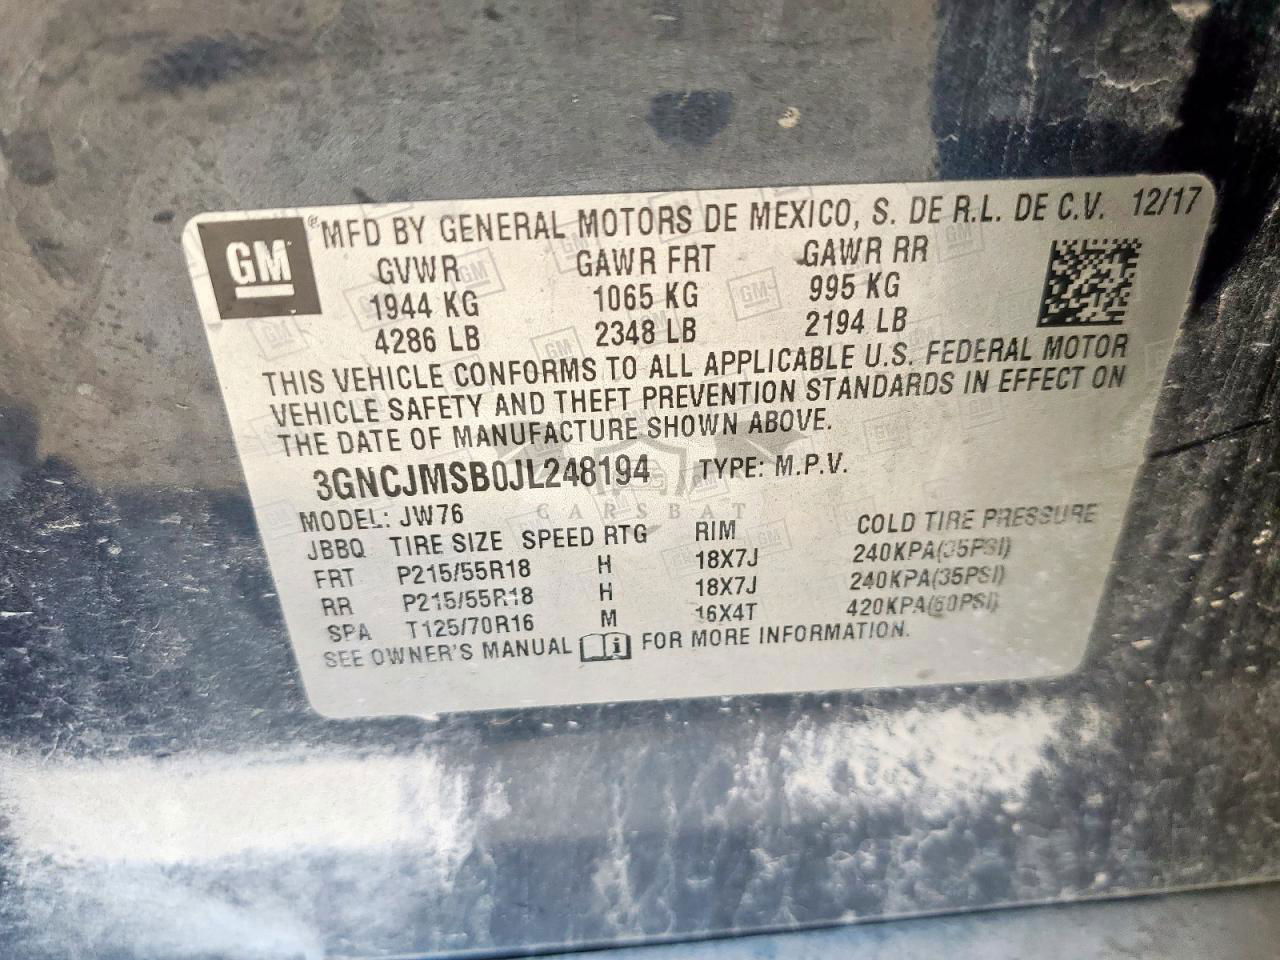 GM
® MFD BY GENERAL MOTORS DE MEXICO, S. DE R.L. DE C.V. 12/17
GVWR GAWR FRT GAWR RR
1944 KG 1065 KG 995 KG
4286 LB 2348 LB 2194 LB
THIS VEHICLE CONFORMS TO ALL APPLICABLE U.S. FEDERAL MOTOR
VEHICLE SAFETY AND THEFT PREVENTION STANDARDS IN EFFECT ON
THE DATE OF MANUFACTURE SHOWN ABOVE.
3GNCJMSB0JL248194 TYPE: M.P.V.
CARSBAT
MODEL: JW76
JBBQ TIRE SIZE SPEED RTG RIM COLD TIRE PRESSURE
FRT P215/55R18 H 18X7J 240KPA(35PSI)
RR P215/55R18 H 18X7J 240KPA(35PSI)
SPA T125/70R16 M 16X4T 420KPA(60PSI)
SEE OWNER'S MANUAL FOR MORE INFORMATION.